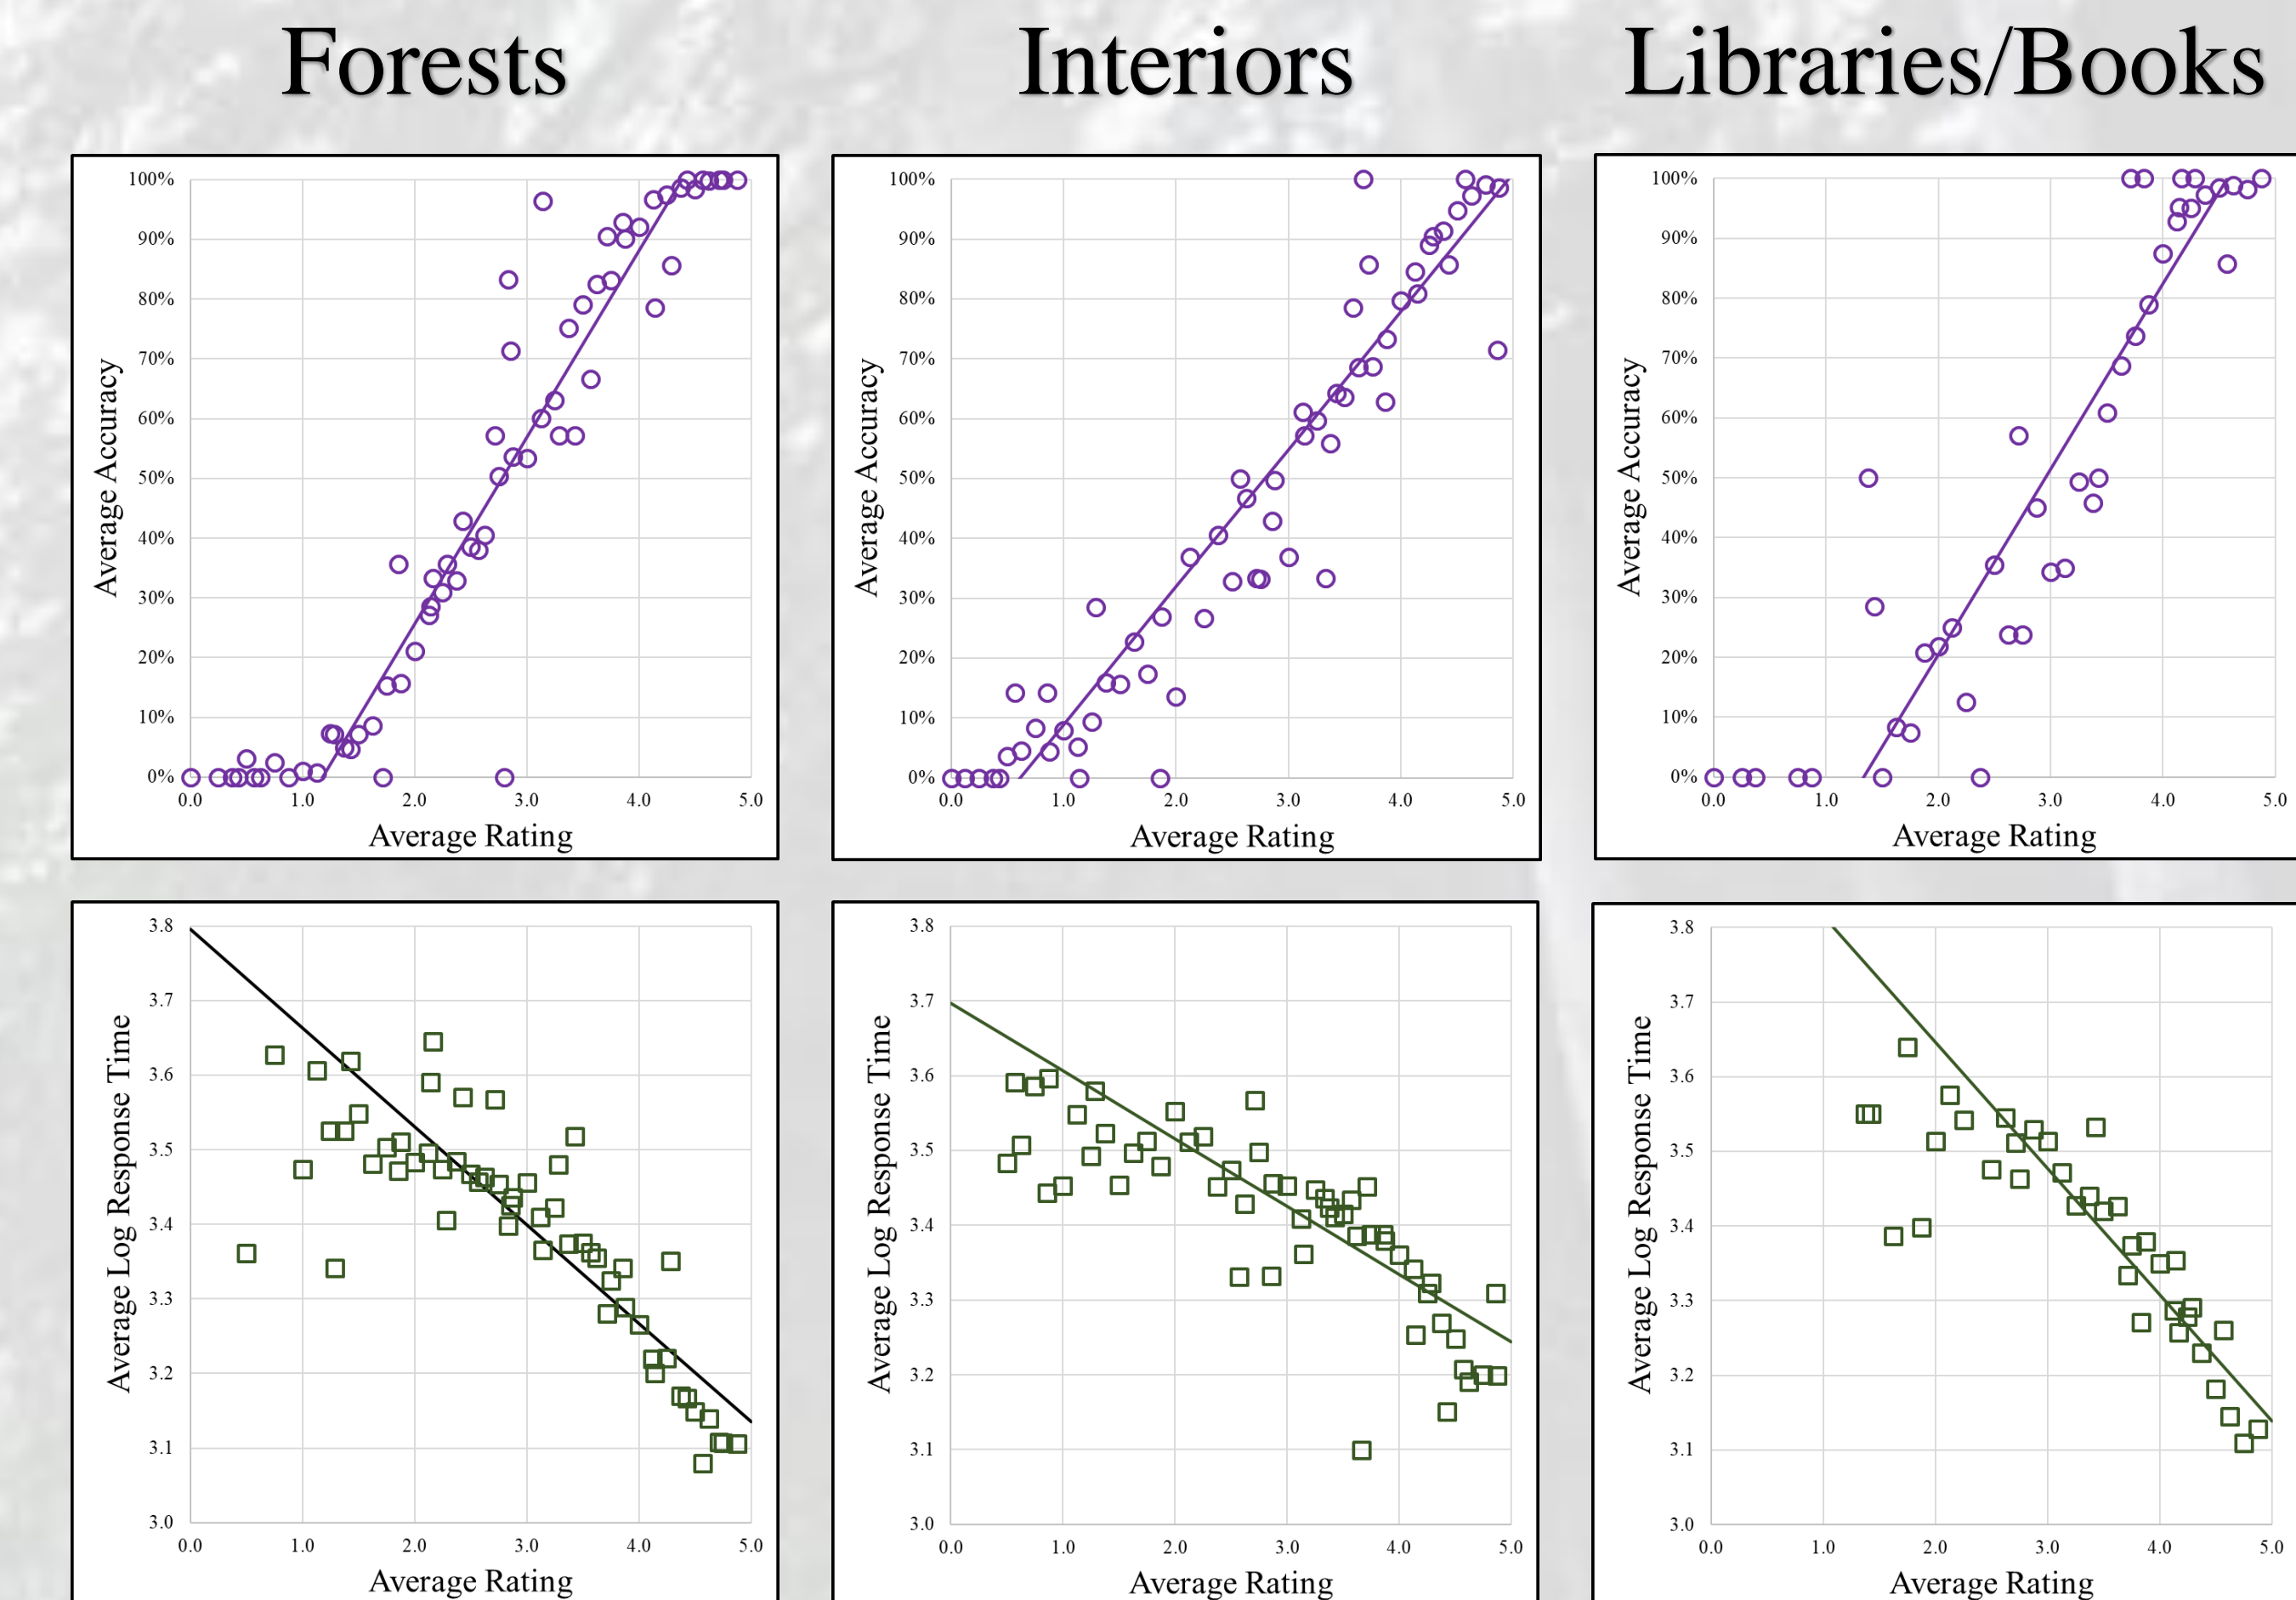 Forests
Interiors
Libraries/Books
Average Accuracy
100%
90%
80%
70%
60%
50%
40%
30%
20%
10%
0%
0.0 1.0 2.0 3.0 4.0 5.0
Average Rating
Average Accuracy
100%
90%
80%
70%
60%
50%
40%
30%
20%
10%
0%
0.0 1.0 2.0 3.0 4.0 5.0
Average Rating
Average Accuracy
100%
90%
80%
70%
60%
50%
40%
30%
20%
10%
0%
0.0 1.0 2.0 3.0 4.0 5.0
Average Rating
Average Log Response Time
3.8
3.7
3.6
3.5
3.4
3.3
3.2
3.1
3.0
0.0 1.0 2.0 3.0 4.0 5.0
Average Rating
Average Log Response Time
3.8
3.7
3.6
3.5
3.4
3.3
3.2
3.1
3.0
0.0 1.0 2.0 3.0 4.0 5.0
Average Rating
Average Log Response Time
3.8
3.7
3.6
3.5
3.4
3.3
3.2
3.1
3.0
0.0 1.0 2.0 3.0 4.0 5.0
Average Rating